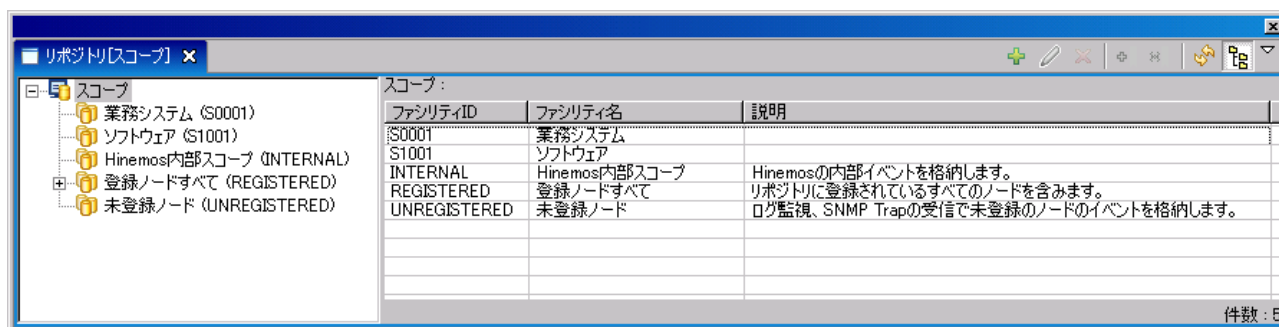 リポジトリ[スコープ]
スコープ
業務システム (S0001)
ソフトウェア (S1001)
Hinemos内部スコープ (INTERNAL)
登録ノードすべて (REGISTERED)
未登録ノード (UNREGISTERED)
スコープ :
ファシリティID ファシリティ名 説明
S0001 業務システム
S1001 ソフトウェア
INTERNAL Hinemos内部スコープ Hinemosの内部イベントを格納します。
REGISTERED 登録ノードすべて リポジトリに登録されているすべてのノードを含みます。
UNREGISTERED 未登録ノード ログ監視、SNMP Trapの受信で未登録のノードのイベントを格納します。
件数 : 5